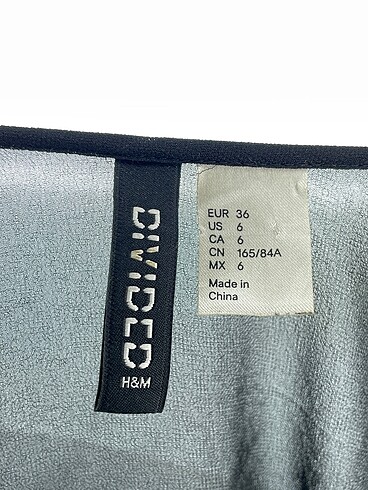 DIVIDED
H&M
EUR 36
US 6
CA 6
CN 165/84A
MX 6
Made in
China